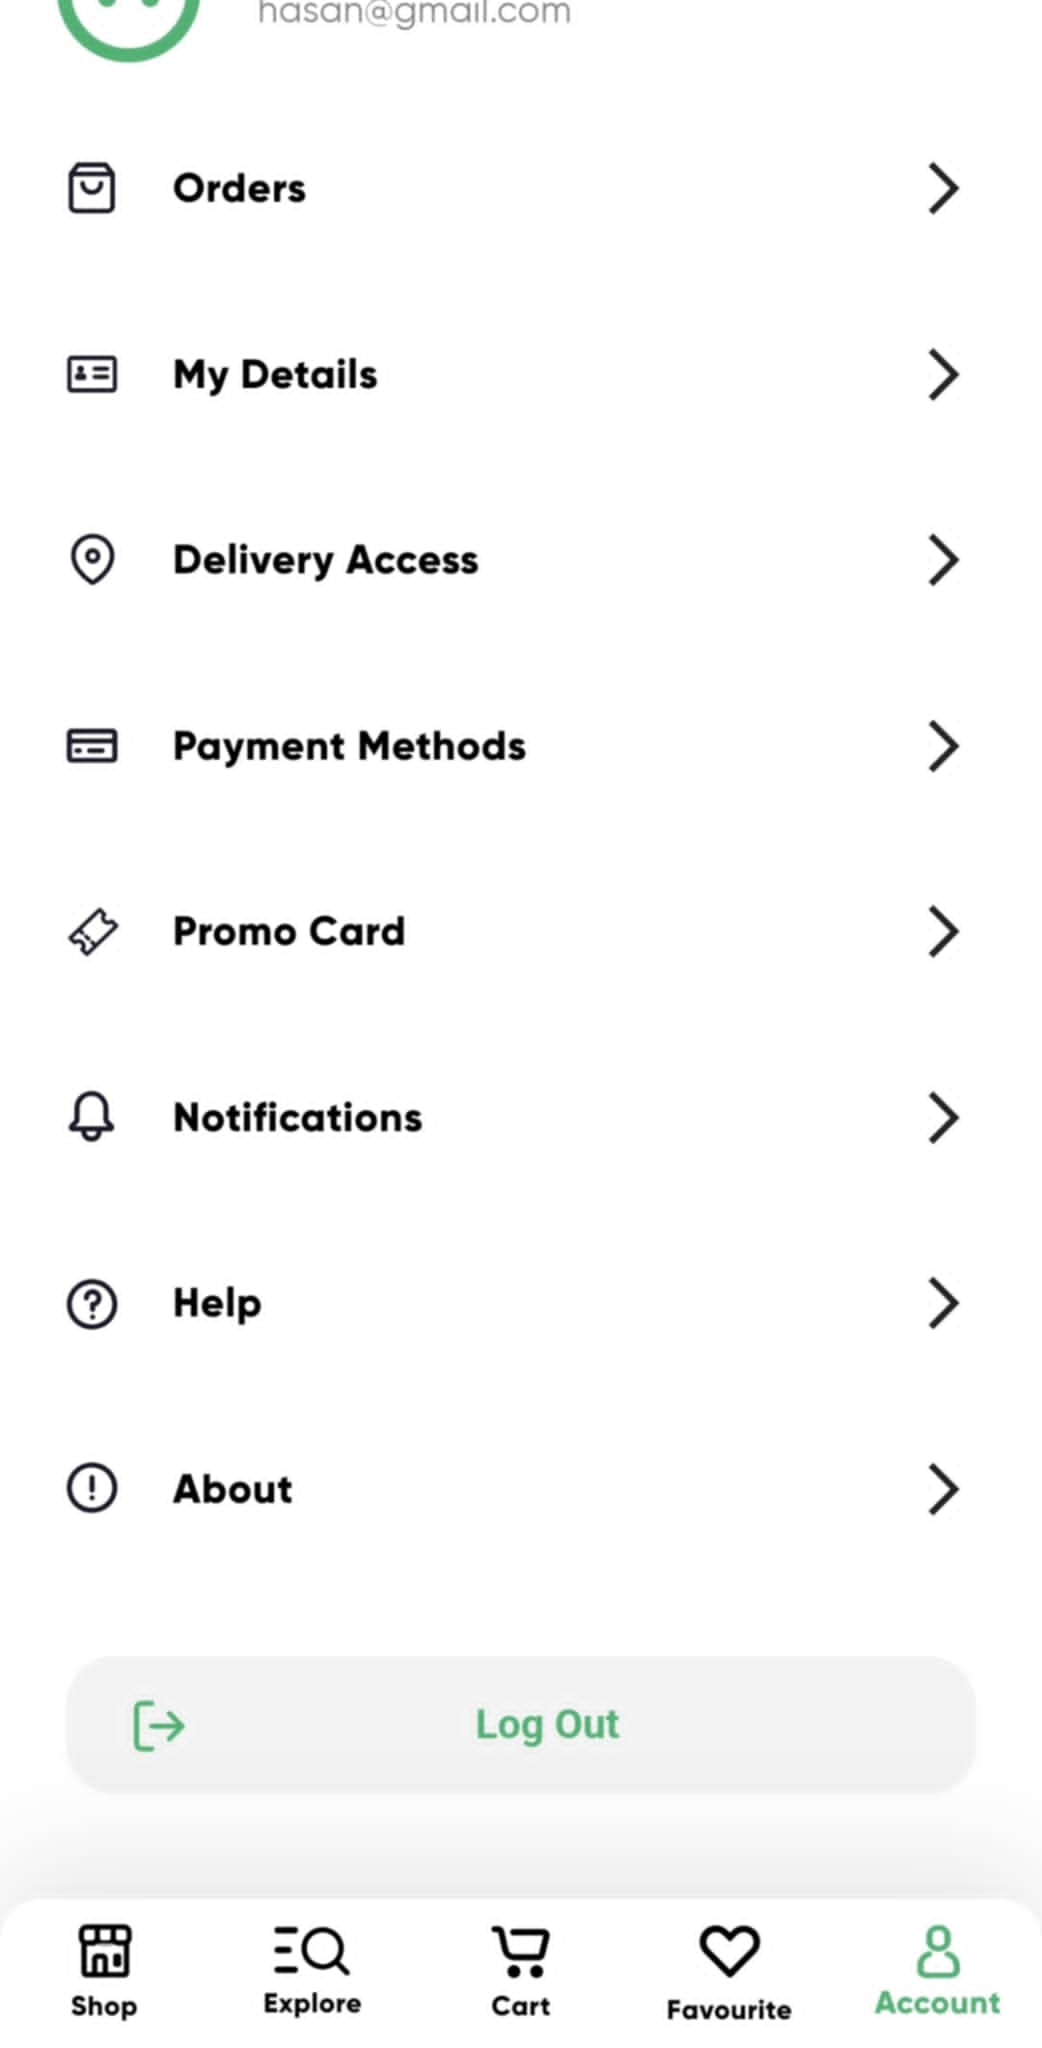 hasan@gmail.com
Orders
My Details
Delivery Access
Payment Methods
Promo Card
Notifications
Help
About
Log Out
Shop
Explore
Cart
Favourite
Account